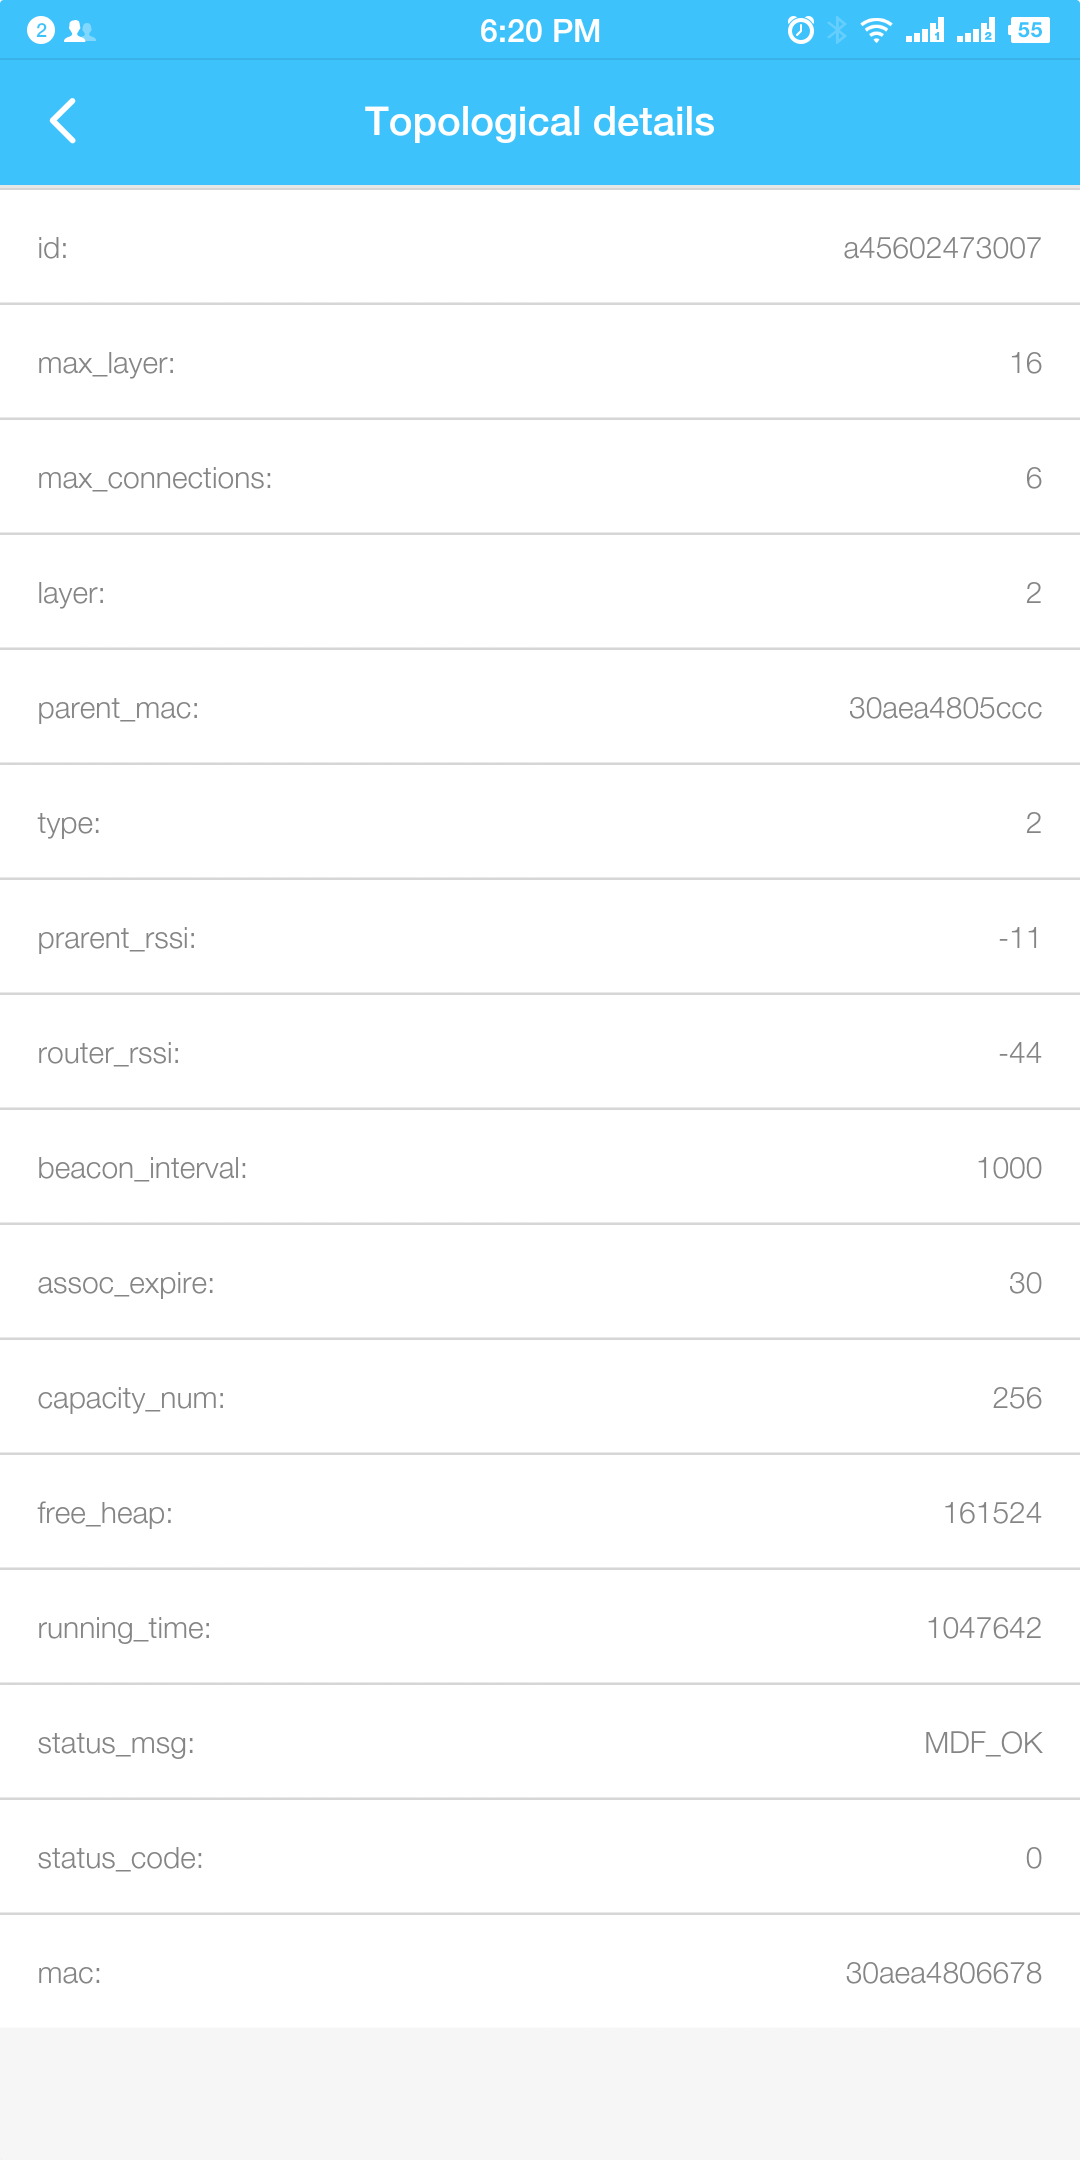 2 6:20 PM 1 2 55
Topological details
id: a45602473007
max_layer: 16
max_connections: 6
layer: 2
parent_mac: 30aea4805ccc
type: 2
prarent_rssi: -11
router_rssi: -44
beacon_interval: 1000
assoc_expire: 30
capacity_num: 256
free_heap: 161524
running_time: 1047642
status_msg: MDF_OK
status_code: 0
mac: 30aea4806678